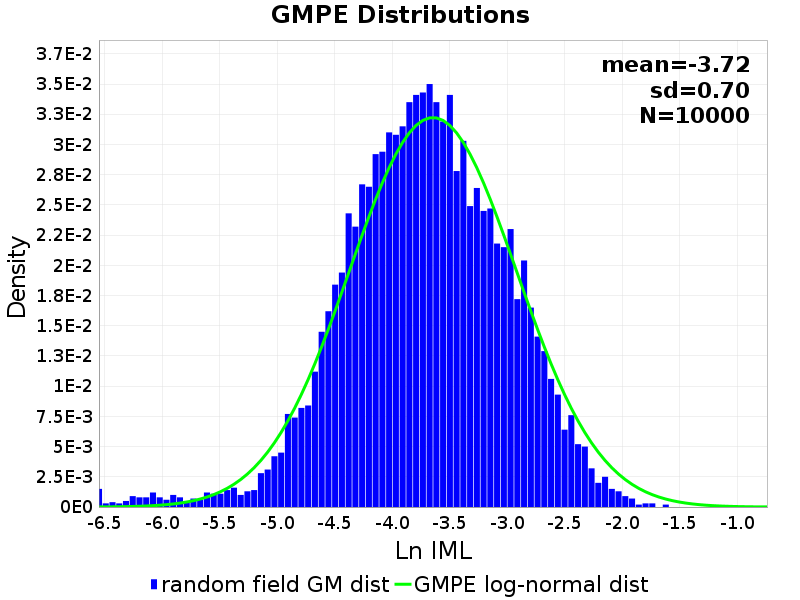 GMPE Distributions
mean=-3.72
sd=0.70
N=10000
Density
3.7E-2
3.5E-2
3.3E-2
3E-2
2.8E-2
2.5E-2
2.2E-2
2E-2
1.8E-2
1.5E-2
1.3E-2
1E-2
7.5E-3
5E-3
2.5E-3
0E0
-6.5 -6.0 -5.5 -5.0 -4.5 -4.0 -3.5 -3.0 -2.5 -2.0 -1.5 -1.0
Ln IML
random field GM dist GMPE log-normal dist